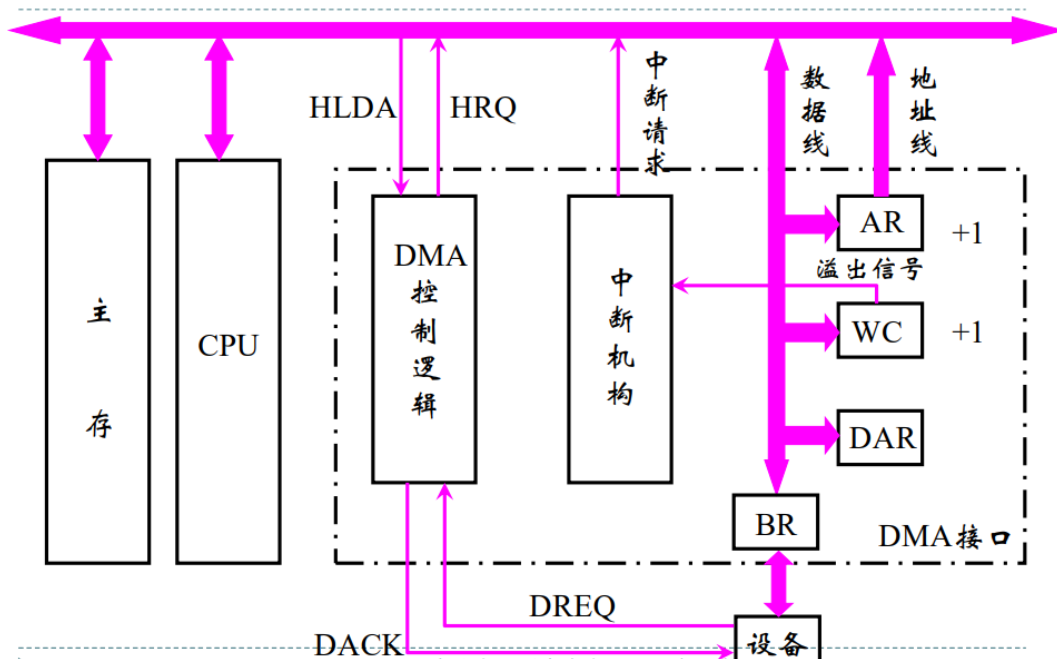 HLDA
HRQ
中断请求
数据线
地址线
主存
CPU
DMA控制逻辑
中断机构
AR
+1
溢出信号
WC
+1
DAR
BR
DMA接口
DREQ
DACK
设备